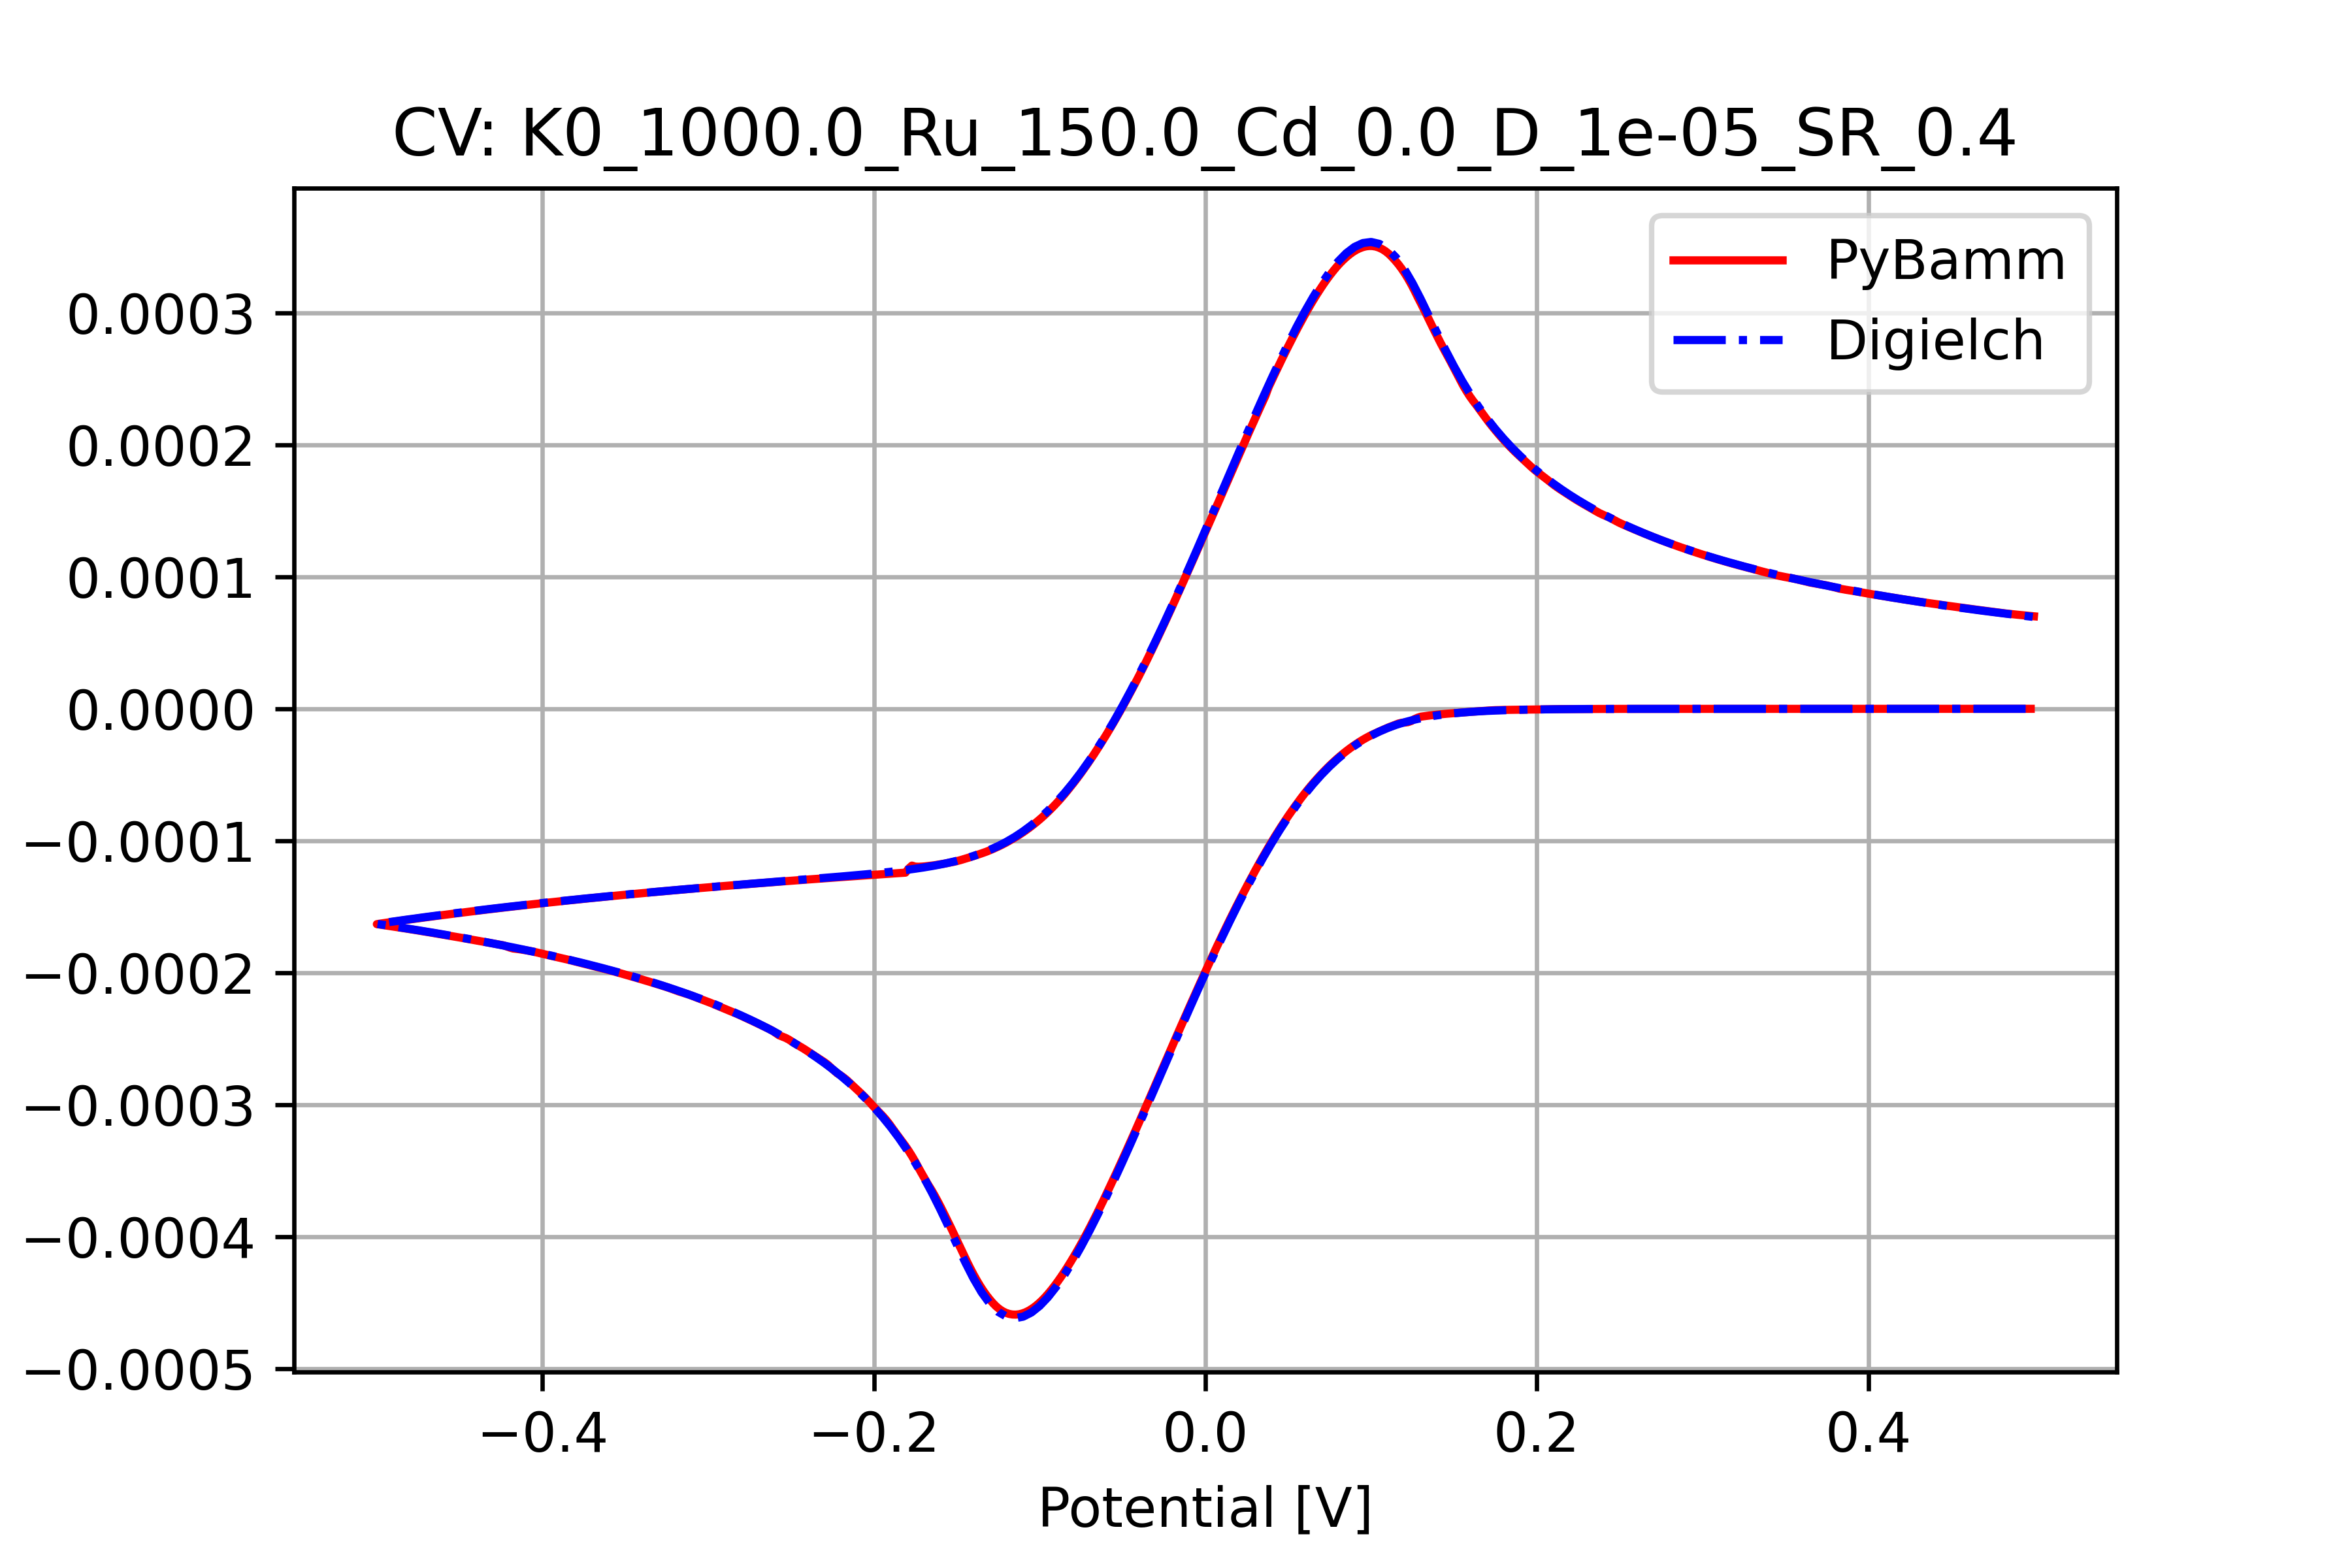 CV: K0_1000.0_Ru_150.0_Cd_0.0_D_1e-05_SR_0.4
PyBamm
Digielch
0.0003
0.0002
0.0001
0.0000
−0.0001
−0.0002
−0.0003
−0.0004
−0.0005
−0.4 −0.2 0.0 0.2 0.4
Potential [V]